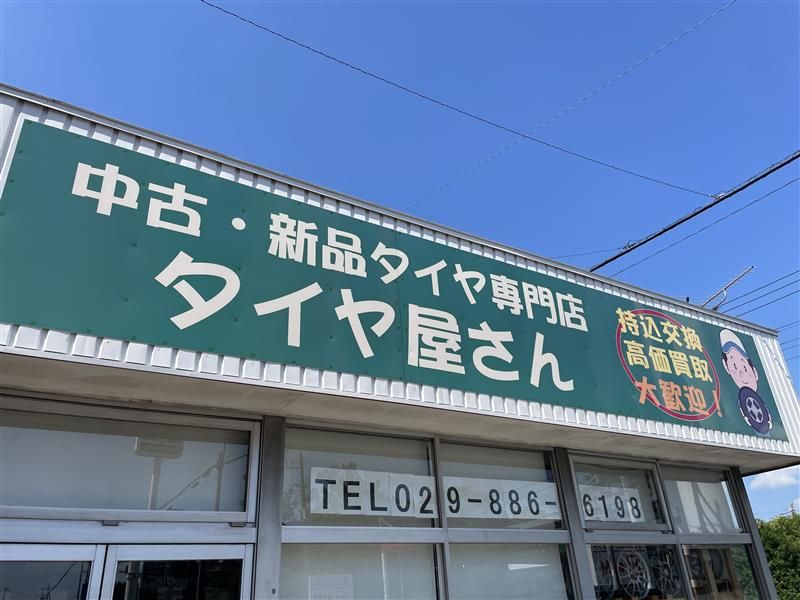 中古・新品タイヤ専門店
タイヤ屋さん
持込交換
高価買取
大歓迎！
TEL029-886-6198